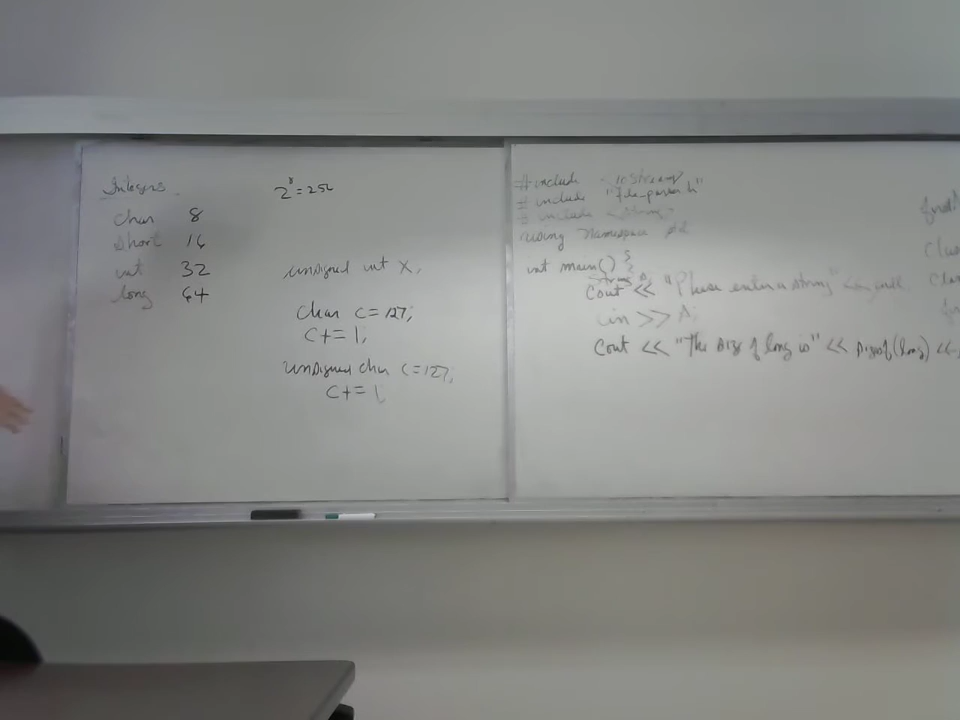 Integers
char 8
short 16
int 32
long 64
2^8 = 256
unsigned int x;
char c = 127;
c += 1;
unsigned char c = 127;
c += 1
# include <iostream>
# include "file-parser.h"
# include <string>
using namespace std
int main() {
string s;
cout << "Please enter a string" << endl
cin >> s;
cout << "The size of long is" << sizeof(long) <<